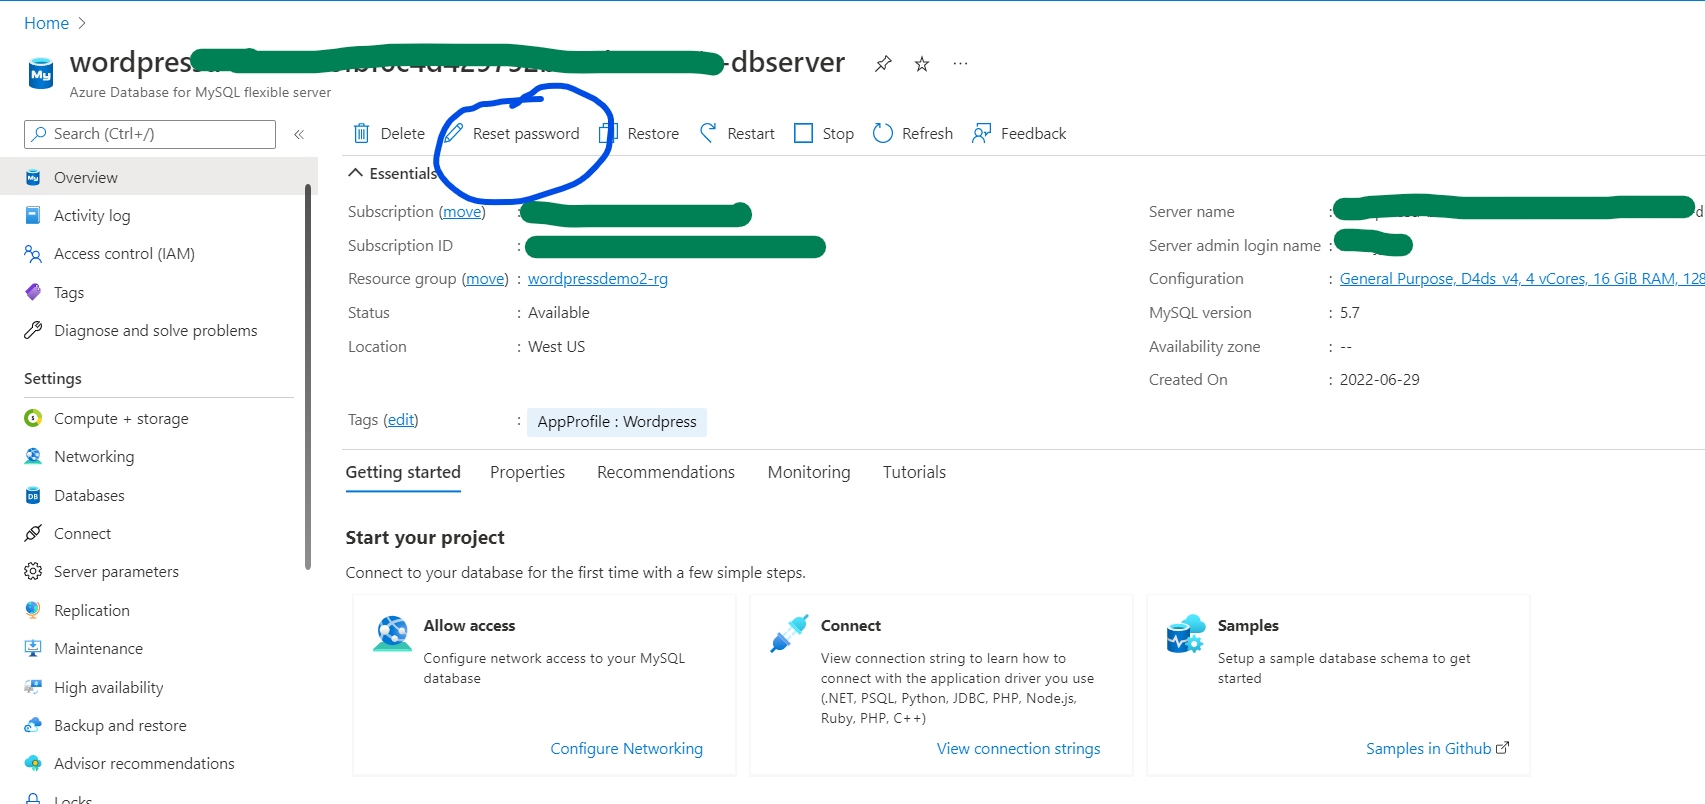 Home
wordpress -dbserver
Azure Database for MySQL flexible server
Search (Ctrl+/)
Delete Reset password Restore Restart Stop Refresh Feedback
Overview
Activity log
Access control (IAM)
Tags
Diagnose and solve problems
Settings
Compute + storage
Networking
Databases
Connect
Server parameters
Replication
Maintenance
High availability
Backup and restore
Advisor recommendations
Locks
Essentials
Subscription (move) :
Subscription ID :
Resource group (move) : wordpressdemo2-rg
Status : Available
Location : West US
Tags (edit) : AppProfile : Wordpress
Server name :
Server admin login name :
Configuration : General Purpose, D4ds_v4, 4 vCores, 16 GiB RAM, 128
MySQL version : 5.7
Availability zone : --
Created On : 2022-06-29
Getting started Properties Recommendations Monitoring Tutorials
Start your project
Connect to your database for the first time with a few simple steps.
Allow access
Configure network access to your MySQL
database
Configure Networking
Connect
View connection string to learn how to
connect with the application driver you use
(.NET, PSQL, Python, JDBC, PHP, Node.js,
Ruby, PHP, C++)
View connection strings
Samples
Setup a sample database schema to get
started
Samples in Github